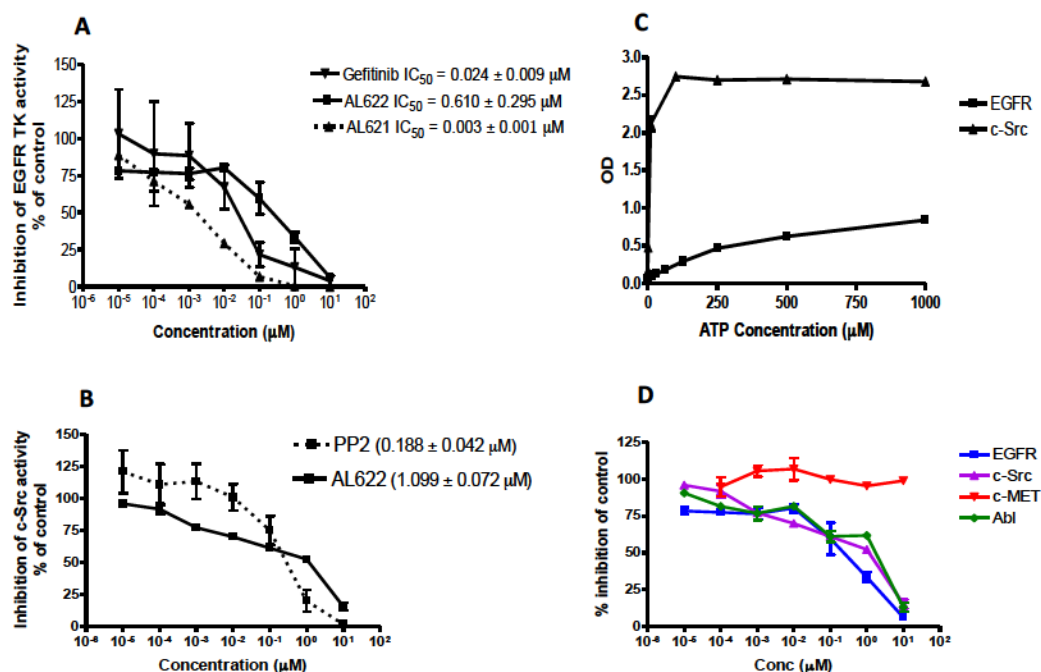 A
Gefitinib IC50 = 0.024 ± 0.009 µM
AL622 IC50 = 0.610 ± 0.295 µM
AL621 IC50 = 0.003 ± 0.001 µM
Inhibition of EGFR TK activity
% of control
150
125
100
75
50
25
0
10-6 10-5 10-4 10-3 10-2 10-1 100 101 102
Concentration (µM)
C
EGFR
c-Src
OD
3.0
2.5
2.0
1.5
1.0
0.5
0.0
0 250 500 750 1000
ATP Concentration (µM)
B
PP2 (0.188 ± 0.042 µM)
AL622 (1.099 ± 0.072 µM)
Inhibition of c-Src activity
% of control
150
125
100
75
50
25
0
10-6 10-5 10-4 10-3 10-2 10-1 100 101 102
Concentration (µM)
D
EGFR
c-Src
c-MET
Abl
% inhibition of control
125
100
75
50
25
0
10-6 10-5 10-4 10-3 10-2 10-1 100 101 102
Conc (µM)